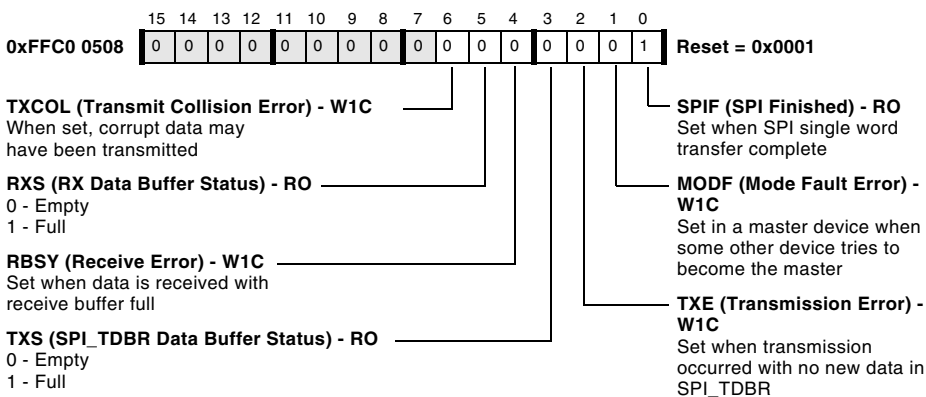 15 14 13 12 11 10 9 8 7 6 5 4 3 2 1 0
0xFFC0 0508 0 0 0 0 0 0 0 0 0 0 0 0 0 0 0 1 Reset = 0x0001
TXCOL (Transmit Collision Error) - W1C
When set, corrupt data may
have been transmitted
RXS (RX Data Buffer Status) - RO
0 - Empty
1 - Full
RBSY (Receive Error) - W1C
Set when data is received with
receive buffer full
TXS (SPI_TDBR Data Buffer Status) - RO
0 - Empty
1 - Full
SPIF (SPI Finished) - RO
Set when SPI single word
transfer complete
MODF (Mode Fault Error) -
W1C
Set in a master device when
some other device tries to
become the master
TXE (Transmission Error) -
W1C
Set when transmission
occurred with no new data in
SPI_TDBR